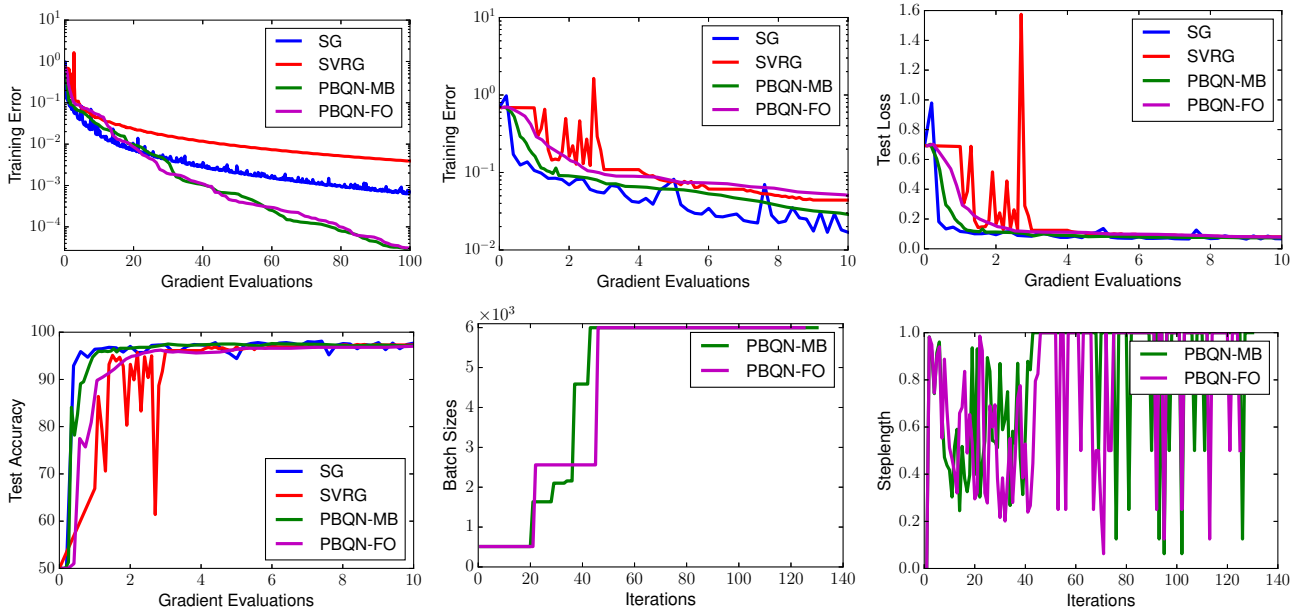 Training Error
10^1
10^0
10^-1
10^-2
10^-3
10^-4
0 20 40 60 80 100
Gradient Evaluations
SG
SVRG
PBQN-MB
PBQN-FO
Training Error
10^1
10^0
10^-1
10^-2
0 2 4 6 8 10
Gradient Evaluations
SG
SVRG
PBQN-MB
PBQN-FO
Test Loss
1.6
1.4
1.2
1.0
0.8
0.6
0.4
0.2
0.0
0 2 4 6 8 10
Gradient Evaluations
SG
SVRG
PBQN-MB
PBQN-FO
Test Accuracy
100
90
80
70
60
50
0 2 4 6 8 10
Gradient Evaluations
SG
SVRG
PBQN-MB
PBQN-FO
Batch Sizes
×10^3
6
5
4
3
2
1
0
0 20 40 60 80 100 120 140
Iterations
PBQN-MB
PBQN-FO
Steplength
1.0
0.8
0.6
0.4
0.2
0.0
0 20 40 60 80 100 120 140
Iterations
PBQN-MB
PBQN-FO